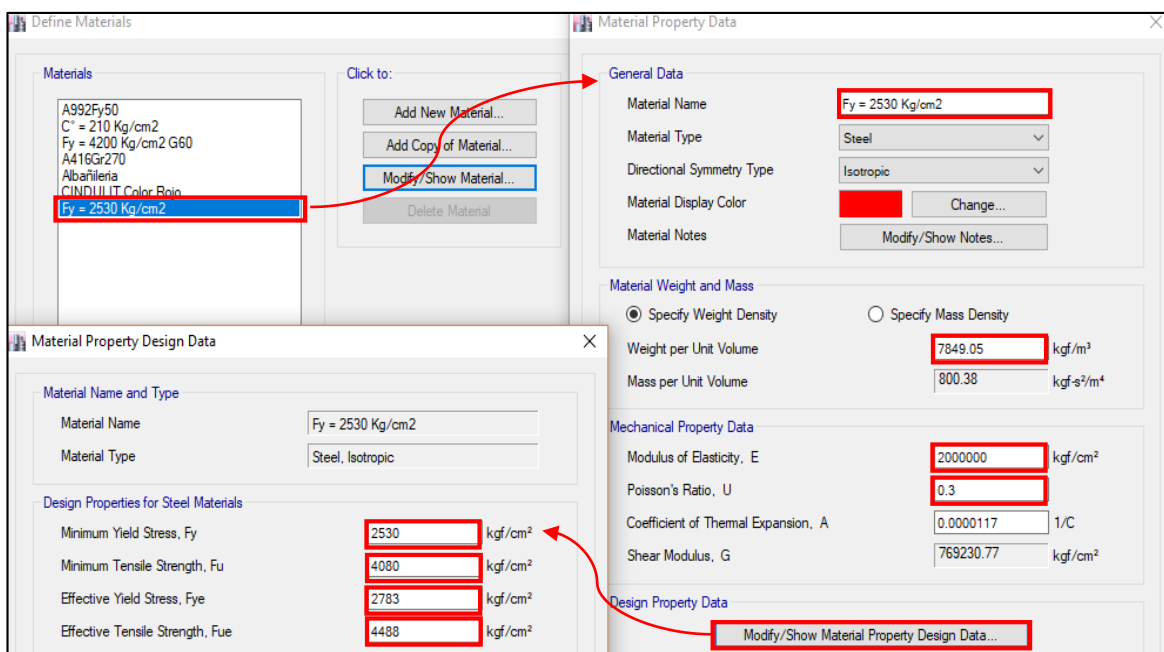 Define Materials
Materials
A992Fy50
C° = 210 Kg/cm2
Fy = 4200 Kg/cm2 G60
A416Gr270
Albañileria
CINDULIT Color Rojo
Fy = 2530 Kg/cm2
Click to:
Add New Material...
Add Copy of Material...
Modify/Show Material...
Delete Material
Material Property Data
General Data
Material Name Fy = 2530 Kg/cm2
Material Type Steel
Directional Symmetry Type Isotropic
Material Display Color Change...
Material Notes Modify/Show Notes...
Material Weight and Mass
Specify Weight Density Specify Mass Density
Weight per Unit Volume 7849.05 kgf/m³
Mass per Unit Volume 800.38 kgf-s²/m⁴
Mechanical Property Data
Modulus of Elasticity, E 2000000 kgf/cm²
Poisson's Ratio, U 0.3
Coefficient of Thermal Expansion, A 0.0000117 1/C
Shear Modulus, G 769230.77 kgf/cm²
Design Property Data
Modify/Show Material Property Design Data...
Material Property Design Data
Material Name and Type
Material Name Fy = 2530 Kg/cm2
Material Type Steel, Isotropic
Design Properties for Steel Materials
Minimum Yield Stress, Fy 2530 kgf/cm²
Minimum Tensile Strength, Fu 4080 kgf/cm²
Effective Yield Stress, Fye 2783 kgf/cm²
Effective Tensile Strength, Fue 4488 kgf/cm²